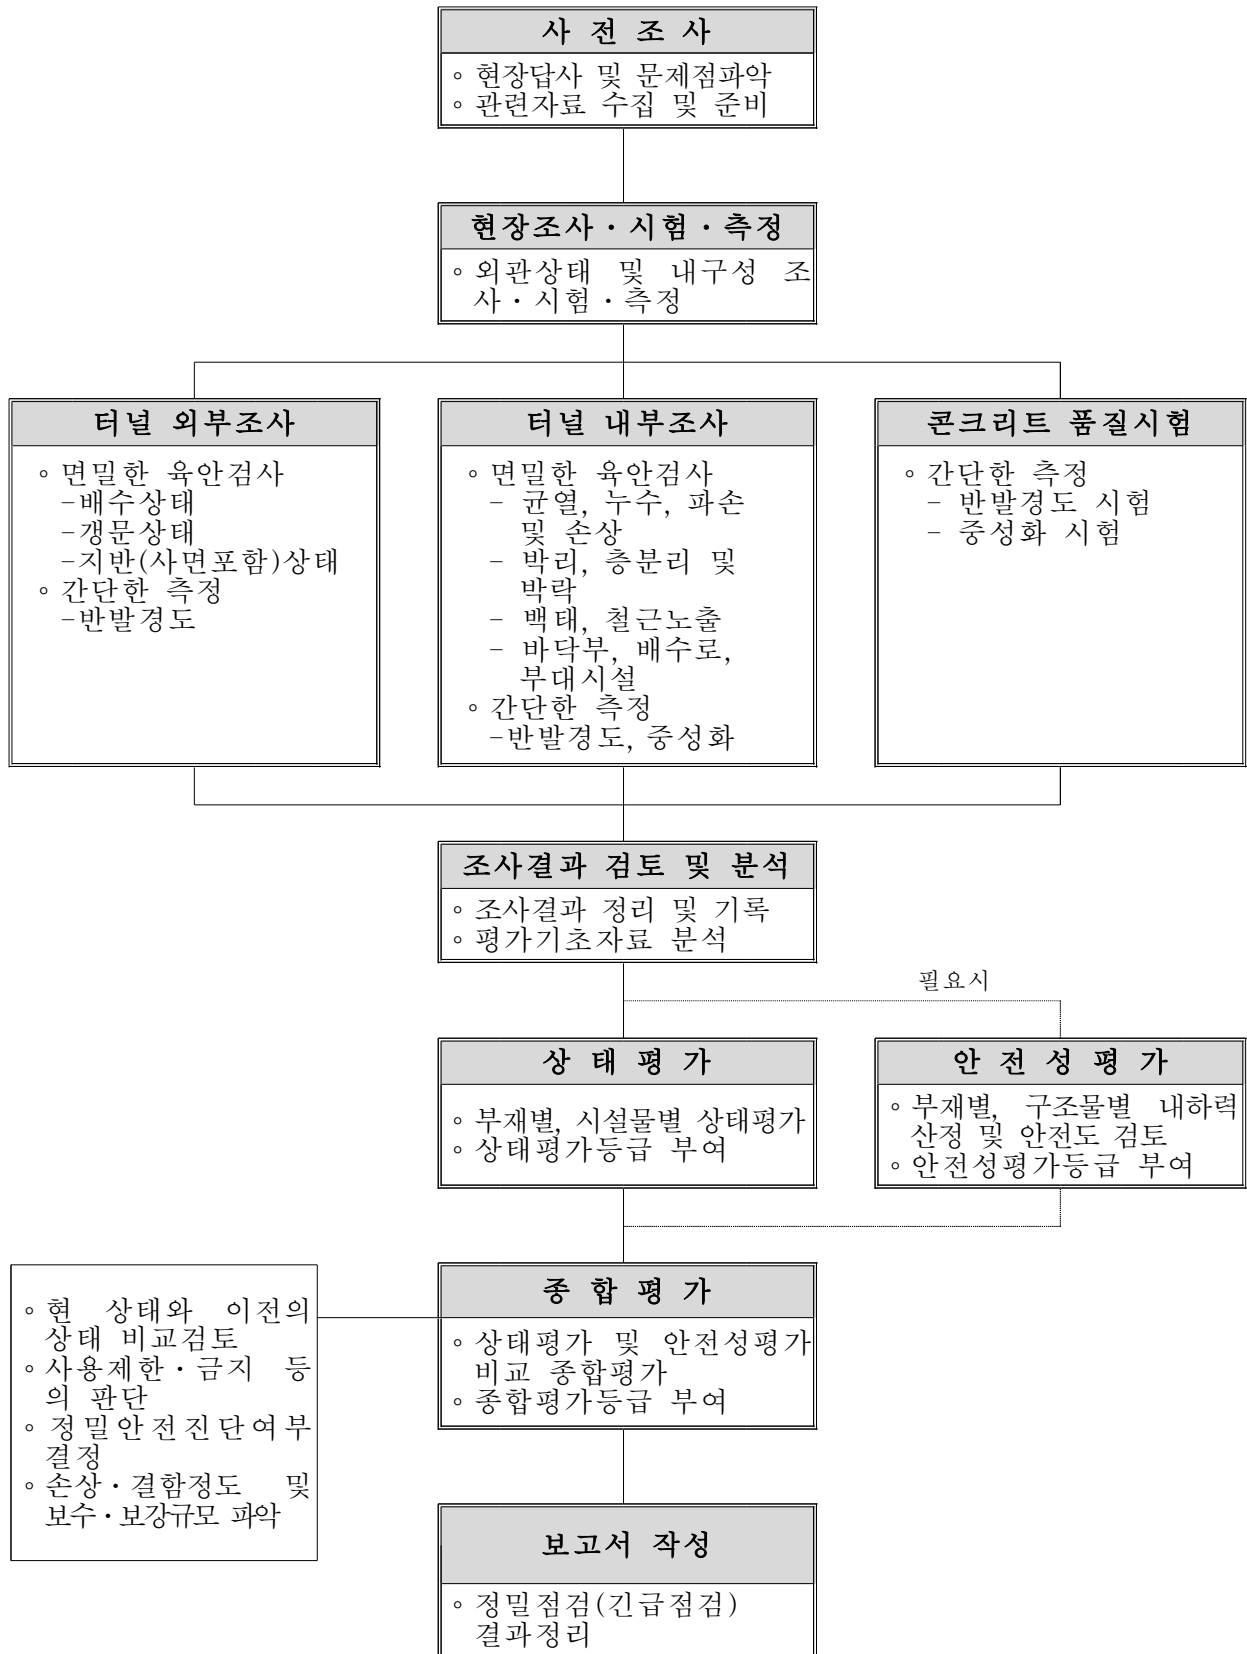 사 전 조 사
◦ 현장답사 및 문제점파악
◦ 관련자료 수집 및 준비
현장조사・시험・측정
◦ 외관상태 및 내구성 조
사・시험・측정
터널 외부조사
◦ 면밀한 육안검사
-배수상태
-갱문상태
-지반(사면포함)상태
◦ 간단한 측정
-반발경도
터널 내부조사
◦ 면밀한 육안검사
- 균열, 누수, 파손
및 손상
- 박리, 층분리 및
박락
- 백태, 철근노출
- 바닥부, 배수로,
부대시설
◦ 간단한 측정
-반발경도, 중성화
콘크리트 품질시험
◦ 간단한 측정
- 반발경도 시험
- 중성화 시험
조사결과 검토 및 분석
◦ 조사결과 정리 및 기록
◦ 평가기초자료 분석
필요시
상 태 평 가
◦ 부재별, 시설물별 상태평가
◦ 상태평가등급 부여
안 전 성 평 가
◦ 부재별, 구조물별 내하력
산정 및 안전도 검토
◦ 안전성평가등급 부여
종 합 평 가
◦ 상태평가 및 안전성평가
비교 종합평가
◦ 종합평가등급 부여
◦ 현 상태와 이전의
상태 비교검토
◦ 사용제한・금지 등
의 판단
◦ 정밀안전진단여부
결정
◦ 손상・결함정도 및
보수・보강규모 파악
보고서 작성
◦ 정밀점검(긴급점검)
결과정리